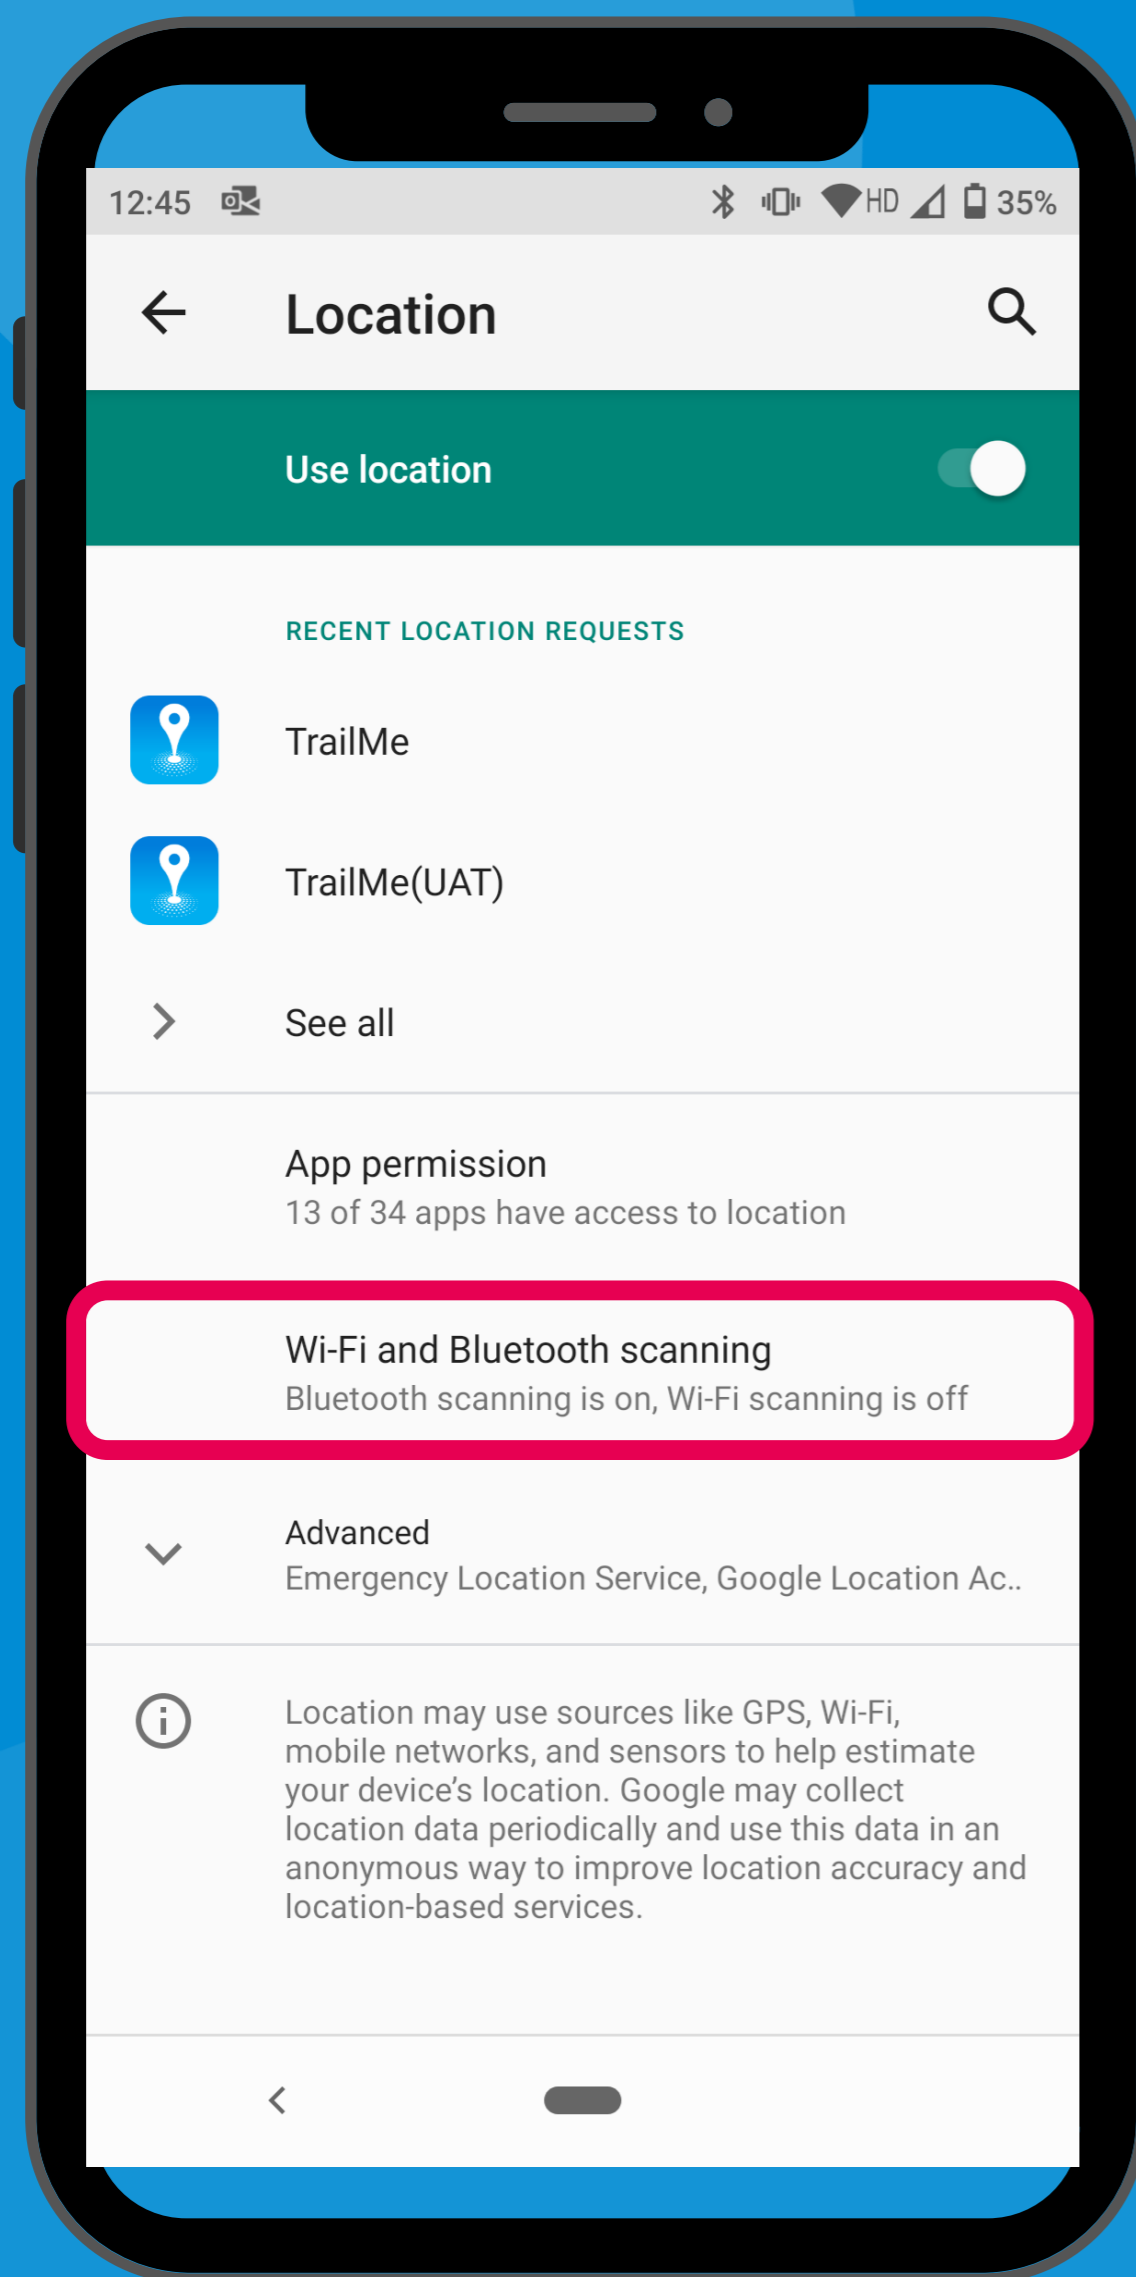 12:45 HD 35%
Location
Use location
RECENT LOCATION REQUESTS
TrailMe
TrailMe(UAT)
See all
App permission
13 of 34 apps have access to location
Wi-Fi and Bluetooth scanning
Bluetooth scanning is on, Wi-Fi scanning is off
Advanced
Emergency Location Service, Google Location Ac..
Location may use sources like GPS, Wi-Fi,
mobile networks, and sensors to help estimate
your device’s location. Google may collect
location data periodically and use this data in an
anonymous way to improve location accuracy and
location-based services.